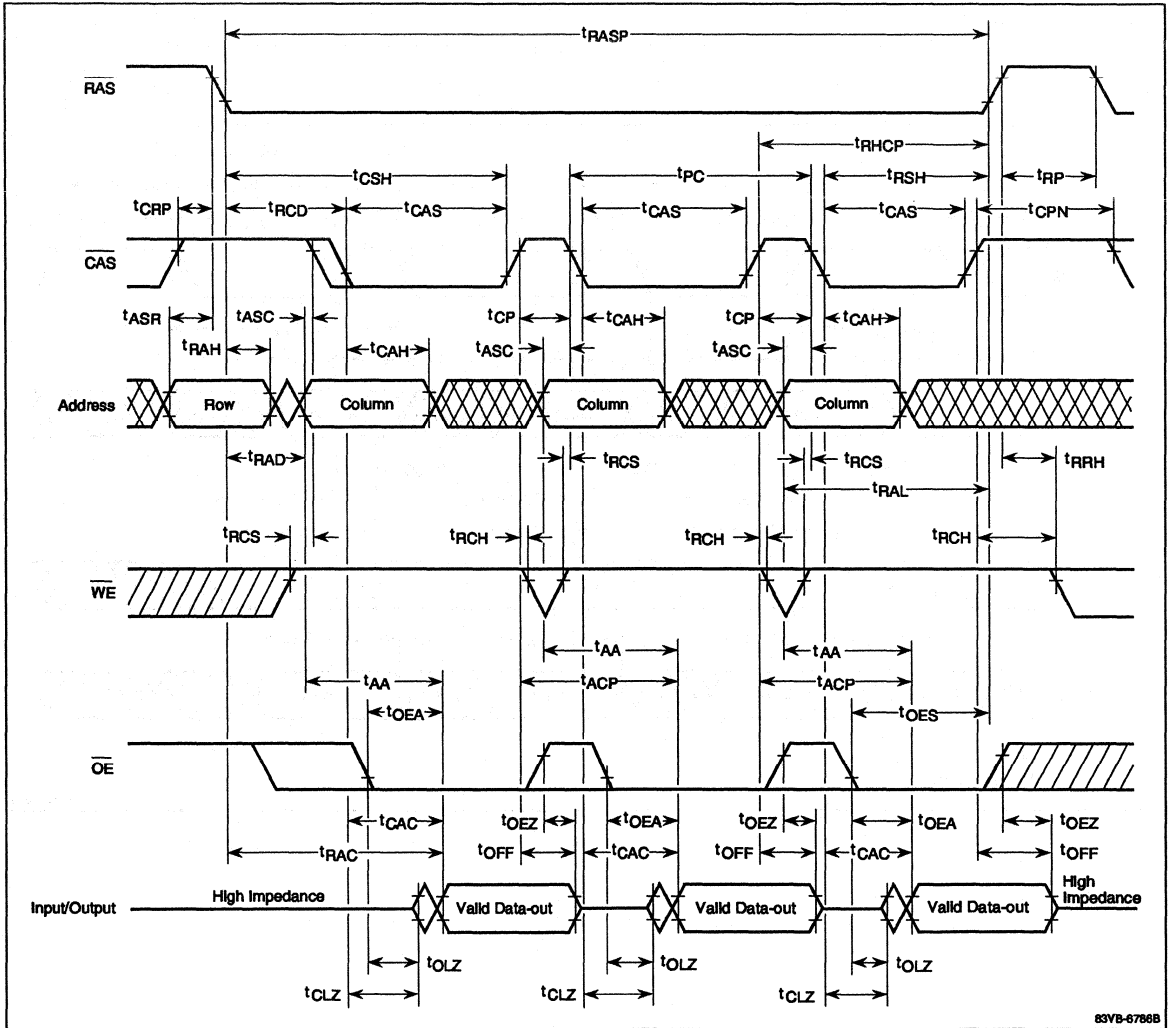 tRASP
RAS
tRHCP
tCSH tPC tRSH tRP
tCRP tRCD tCAS tCAS tCAS tCPN
CAS
tASR tASC tCP tCAH tCP tCAH
tRAH tCAH tASC tASC
Address Row Column Column Column
tRAD tRCS tRCS tRRH
tRAL
tRCS tRCH tRCH tRCH
WE
tAA tAA
tAA tACP tACP
tOEA tOES
OE
tCAC tOEZ tOEA tOEZ tOEA tOEZ
tRAC tOFF tCAC tOFF tCAC tOFF
Input/Output High Impedance Valid Data-out Valid Data-out Valid Data-out High Impedance
tOLZ tOLZ tOLZ
tCLZ tCLZ tCLZ
83VB-6786B